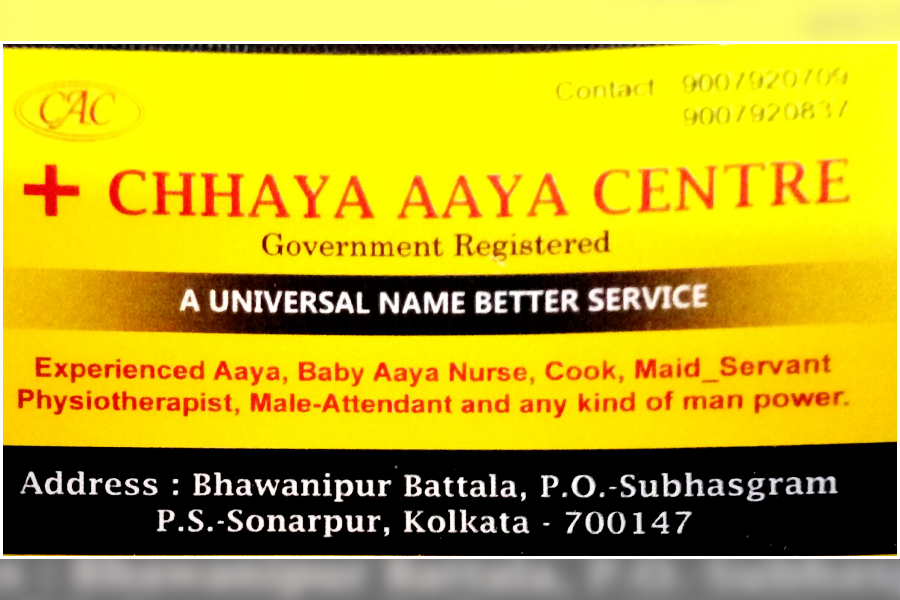 CAC
Contact 9007920709
9007920837
+ CHHAYA AAYA CENTRE
Government Registered
A UNIVERSAL NAME BETTER SERVICE
Experienced Aaya, Baby Aaya Nurse, Cook, Maid_Servant
Physiotherapist, Male-Attendant and any kind of man power.
Address : Bhawanipur Battala, P.O.-Subhasgram
P.S.-Sonarpur, Kolkata - 700147